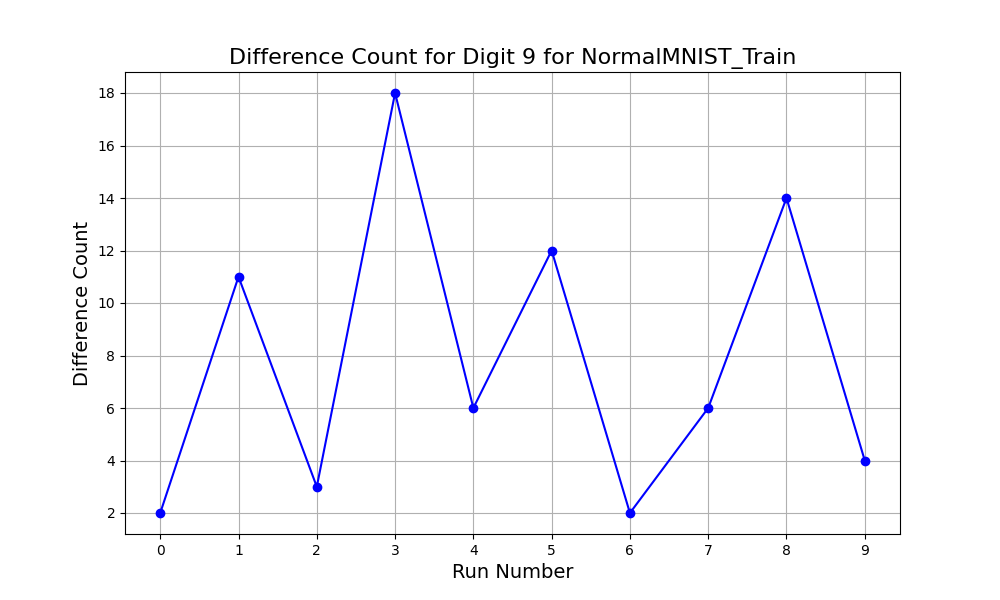 Difference Count for Digit 9 for NormalMNIST_Train
18
16
14
12
10
8
6
4
2
Difference Count
0 1 2 3 4 5 6 7 8 9
Run Number